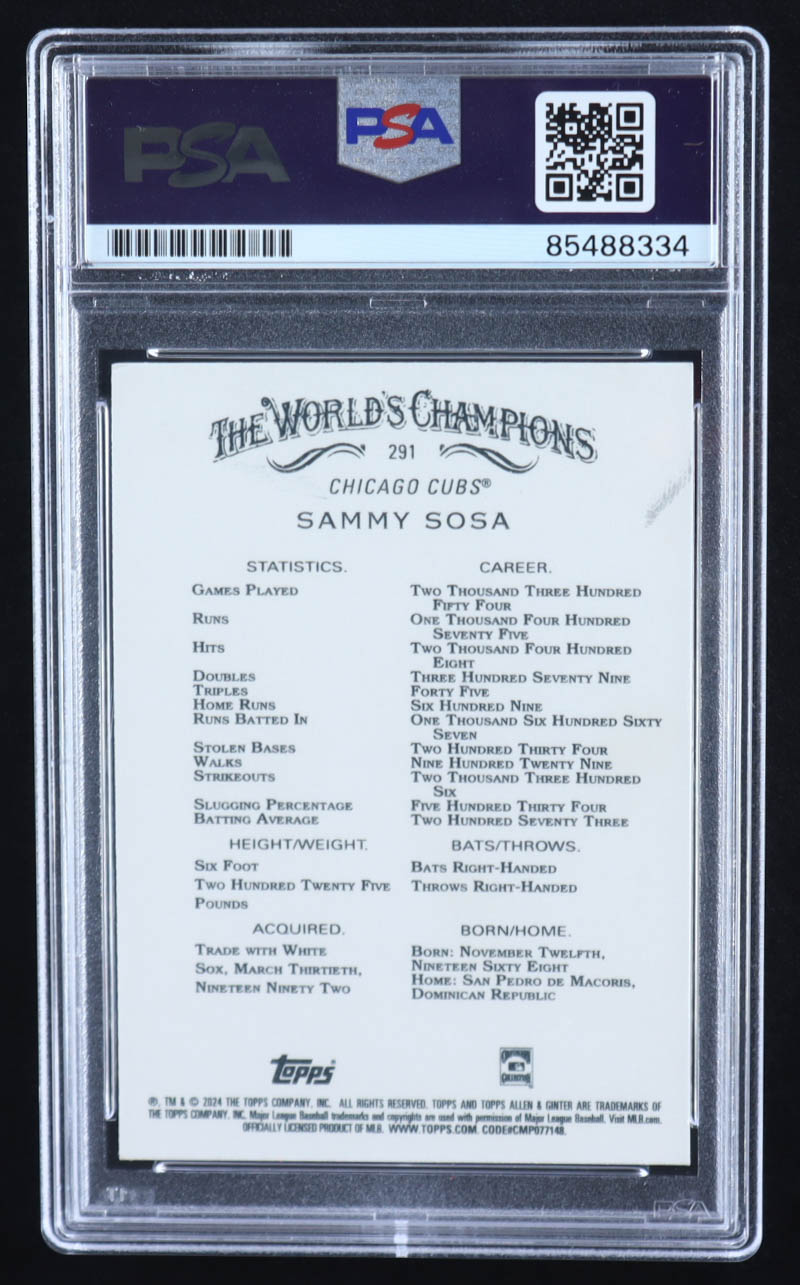 PSA PSA
85488334
THE WORLD'S CHAMPIONS
291
CHICAGO CUBS®
SAMMY SOSA
STATISTICS. CAREER.
GAMES PLAYED TWO THOUSAND THREE HUNDRED
FIFTY FOUR
RUNS ONE THOUSAND FOUR HUNDRED
SEVENTY FIVE
HITS TWO THOUSAND FOUR HUNDRED
EIGHT
DOUBLES THREE HUNDRED SEVENTY NINE
TRIPLES FORTY FIVE
HOME RUNS SIX HUNDRED NINE
RUNS BATTED IN ONE THOUSAND SIX HUNDRED SIXTY
SEVEN
STOLEN BASES TWO HUNDRED THIRTY FOUR
WALKS NINE HUNDRED TWENTY NINE
STRIKEOUTS TWO THOUSAND THREE HUNDRED
SIX
SLUGGING PERCENTAGE FIVE HUNDRED THIRTY FOUR
BATTING AVERAGE TWO HUNDRED SEVENTY THREE
HEIGHT/WEIGHT. BATS/THROWS.
SIX FOOT BATS RIGHT-HANDED
TWO HUNDRED TWENTY FIVE THROWS RIGHT-HANDED
POUNDS
ACQUIRED. BORN/HOME.
TRADE WITH WHITE BORN: NOVEMBER TWELFTH,
SOX, MARCH THIRTIETH, NINETEEN SIXTY EIGHT
NINETEEN NINETY TWO HOME: SAN PEDRO DE MACORIS,
DOMINICAN REPUBLIC
Topps
®, TM & © 2024 THE TOPPS COMPANY, INC. ALL RIGHTS RESERVED. TOPPS AND TOPPS ALLEN & GINTER ARE TRADEMARKS OF
THE TOPPS COMPANY, INC. Major League Baseball trademarks and copyrights are used with permission of Major League Baseball. Visit MLB.com.
OFFICIALLY LICENSED PRODUCT OF MLB. WWW.TOPPS.COM. CODE#CMP077148.
PSA